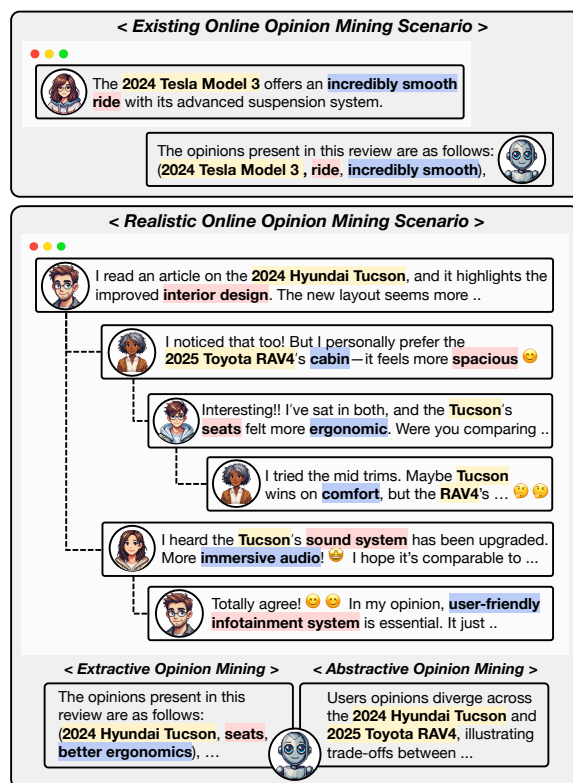 < Existing Online Opinion Mining Scenario >
The 2024 Tesla Model 3 offers an incredibly smooth
ride with its advanced suspension system.
The opinions present in this review are as follows:
(2024 Tesla Model 3 , ride, incredibly smooth),
< Realistic Online Opinion Mining Scenario >
I read an article on the 2024 Hyundai Tucson, and it highlights the
improved interior design. The new layout seems more ..
I noticed that too! But I personally prefer the
2025 Toyota RAV4's cabin—it feels more spacious 😊
Interesting!! I've sat in both, and the Tucson's
seats felt more ergonomic. Were you comparing ..
I tried the mid trims. Maybe Tucson
wins on comfort, but the RAV4's ... 🤔 🤔
I heard the Tucson's sound system has been upgraded.
More immersive audio! 🤩 I hope it's comparable to ...
Totally agree! 😊 😊 In my opinion, user-friendly
infotainment system is essential. It just ..
< Extractive Opinion Mining >
The opinions present in this
review are as follows:
(2024 Hyundai Tucson, seats,
better ergonomics), ...
< Abstractive Opinion Mining >
Users opinions diverge across
the 2024 Hyundai Tucson and
2025 Toyota RAV4, illustrating
trade-offs between ...